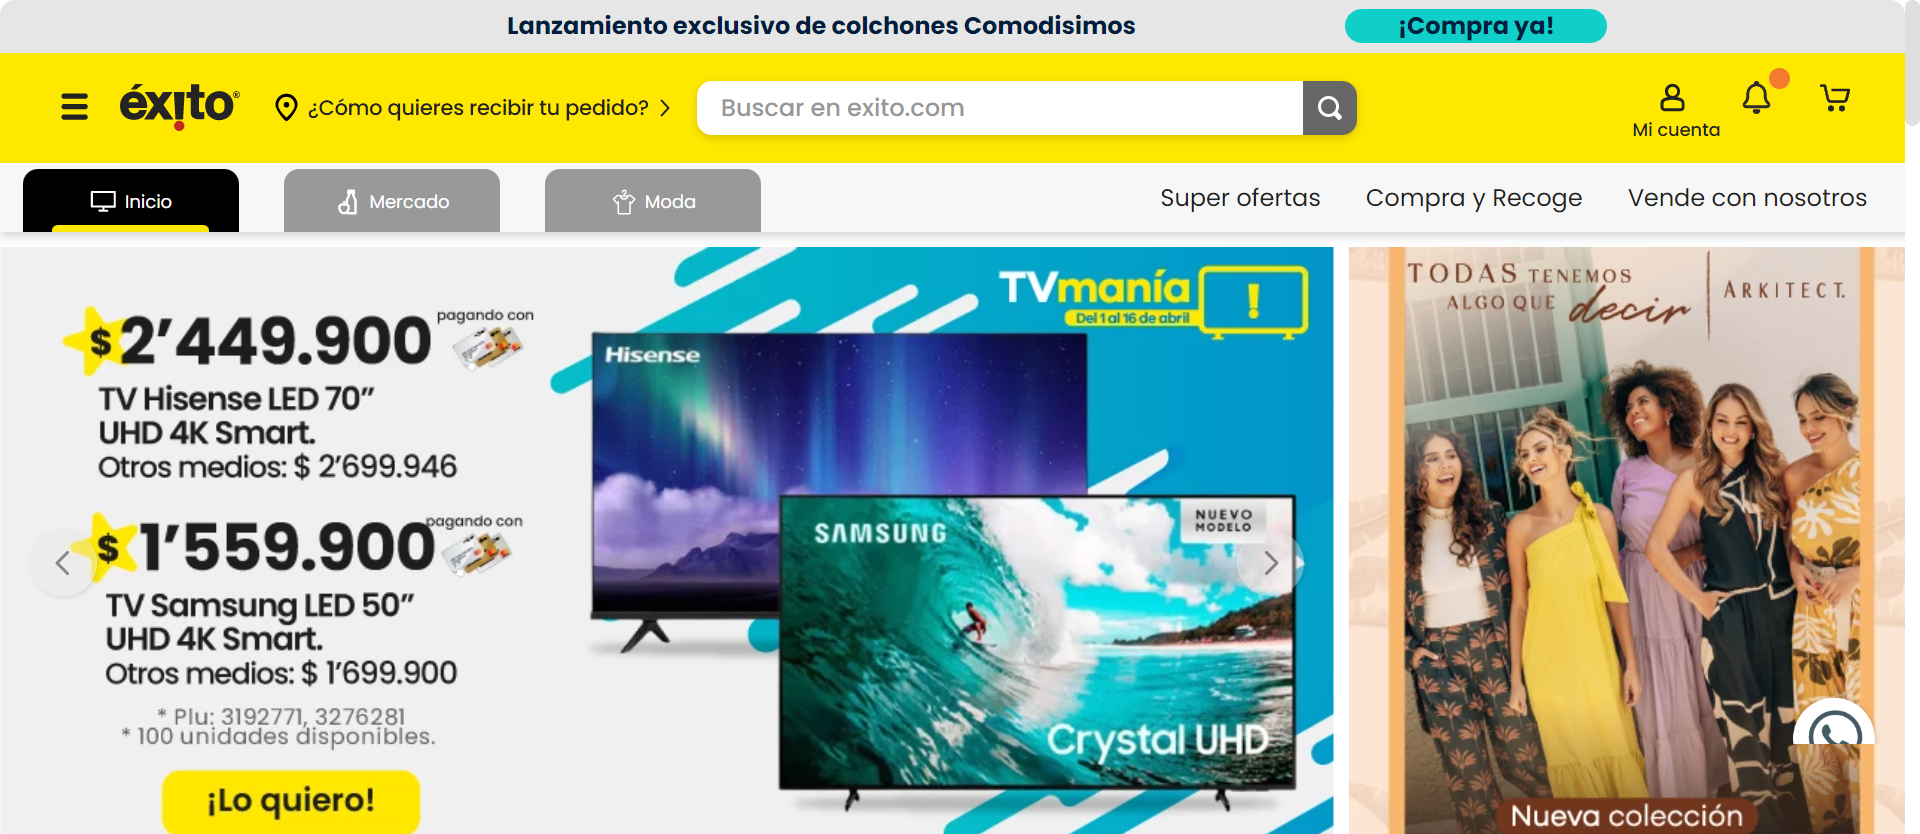 Lanzamiento exclusivo de colchones Comodisimos
¡Compra ya!
éxito®
¿Cómo quieres recibir tu pedido?
Buscar en exito.com
Mi cuenta
Inicio
Mercado
Moda
Super ofertas
Compra y Recoge
Vende con nosotros
$2'449.900
pagando con
TV Hisense LED 70”
UHD 4K Smart.
Otros medios: $ 2'699.946
$1'559.900
pagando con
TV Samsung LED 50”
UHD 4K Smart.
Otros medios: $ 1'699.900
* Plu: 3192771, 3276281
* 100 unidades disponibles.
¡Lo quiero!
TVmanía
Del 1 al 16 de abril
!
Hisense
SAMSUNG
NUEVO
MODELO
Crystal UHD
TODAS TENEMOS
ALGO QUE decir
ARKITECT.
Nueva colección